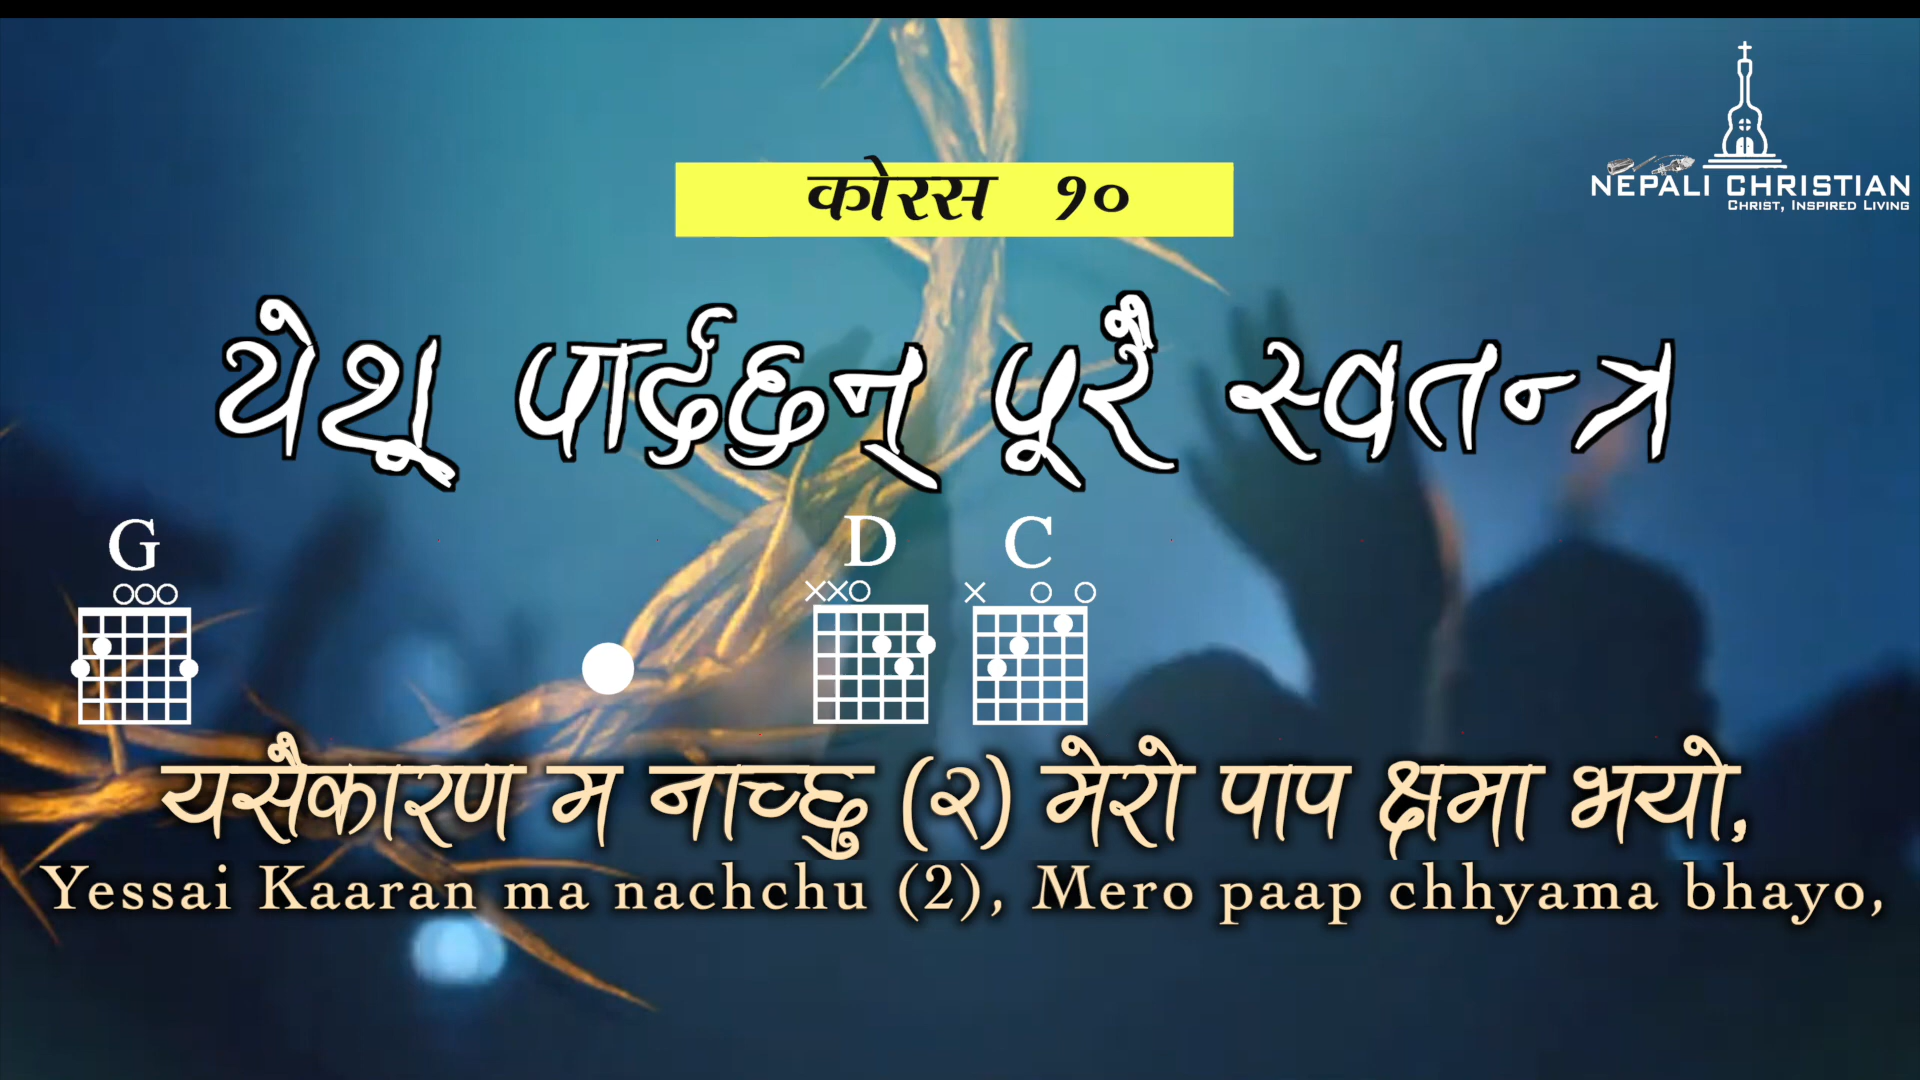 NEPALI CHRISTIAN
CHRIST, INSPIRED LIVING
कोरस १०
येशू पार्दछन् पूरै स्वतन्त्र
G D C
यसैकारण म नाच्छु (२) मेरो पाप क्षमा भयो,
Yessai Kaaran ma nachchu (2), Mero paap chhyama bhayo,